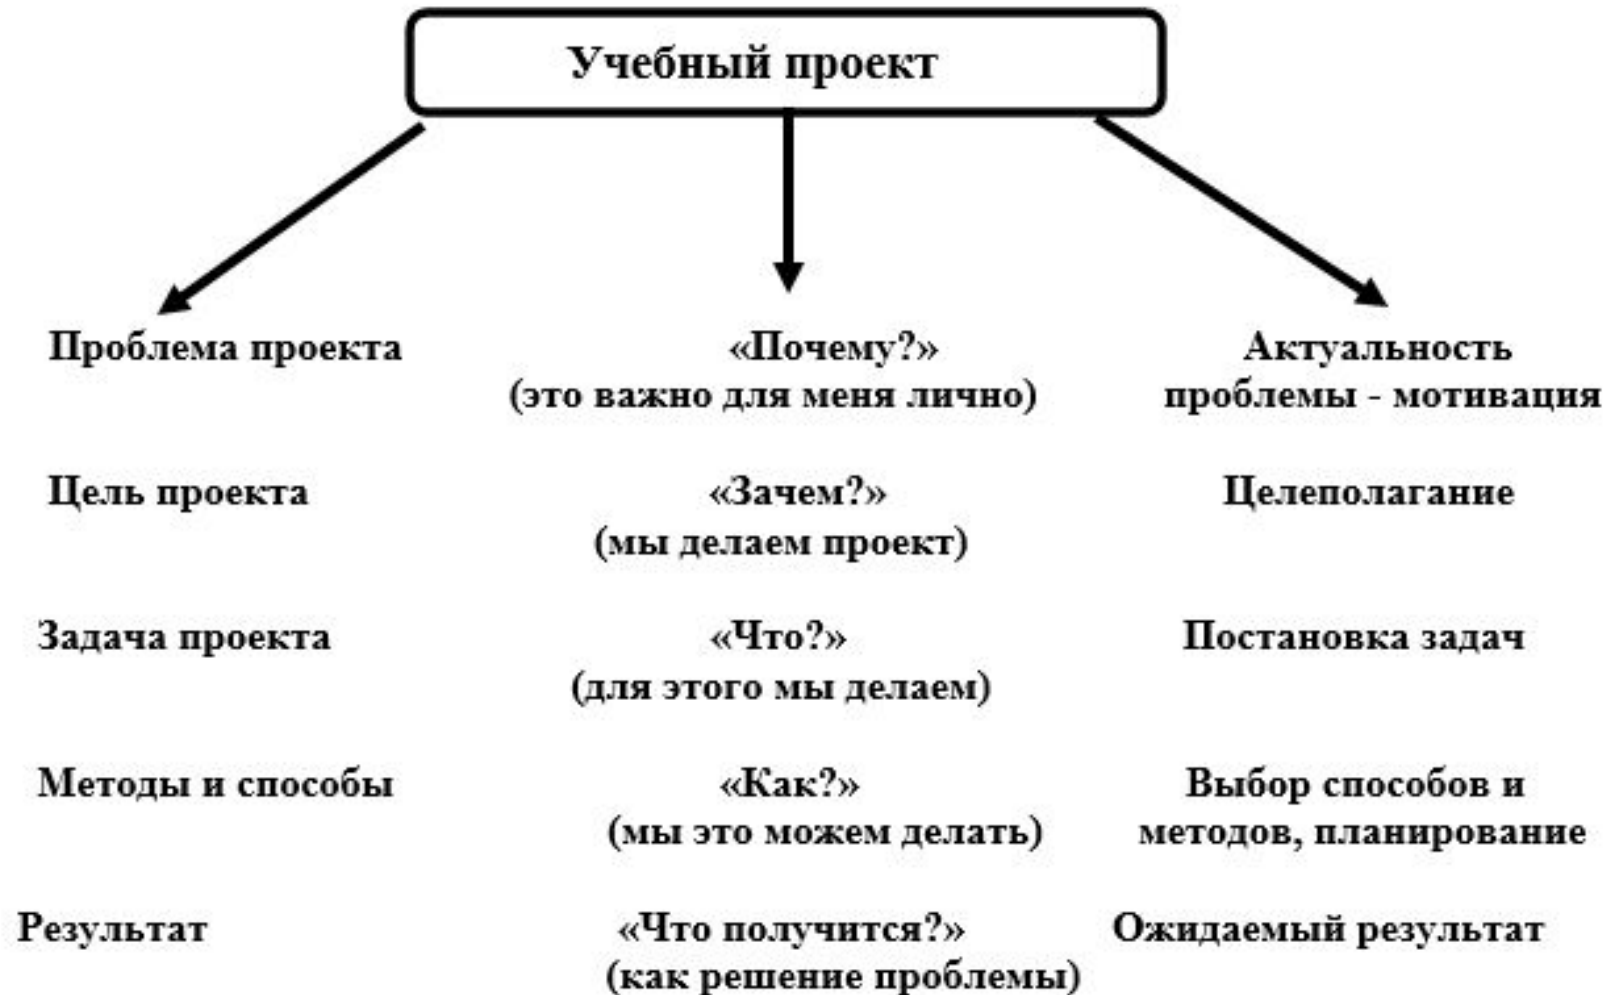 Учебный проект
Проблема проекта
«Почему?»
(это важно для меня лично)
Актуальность
проблемы - мотивация
Цель проекта
«Зачем?»
(мы делаем проект)
Целеполагание
Задача проекта
«Что?»
(для этого мы делаем)
Постановка задач
Методы и способы
«Как?»
(мы это можем делать)
Выбор способов и
методов, планирование
Результат
«Что получится?»
(как решение проблемы)
Ожидаемый результат